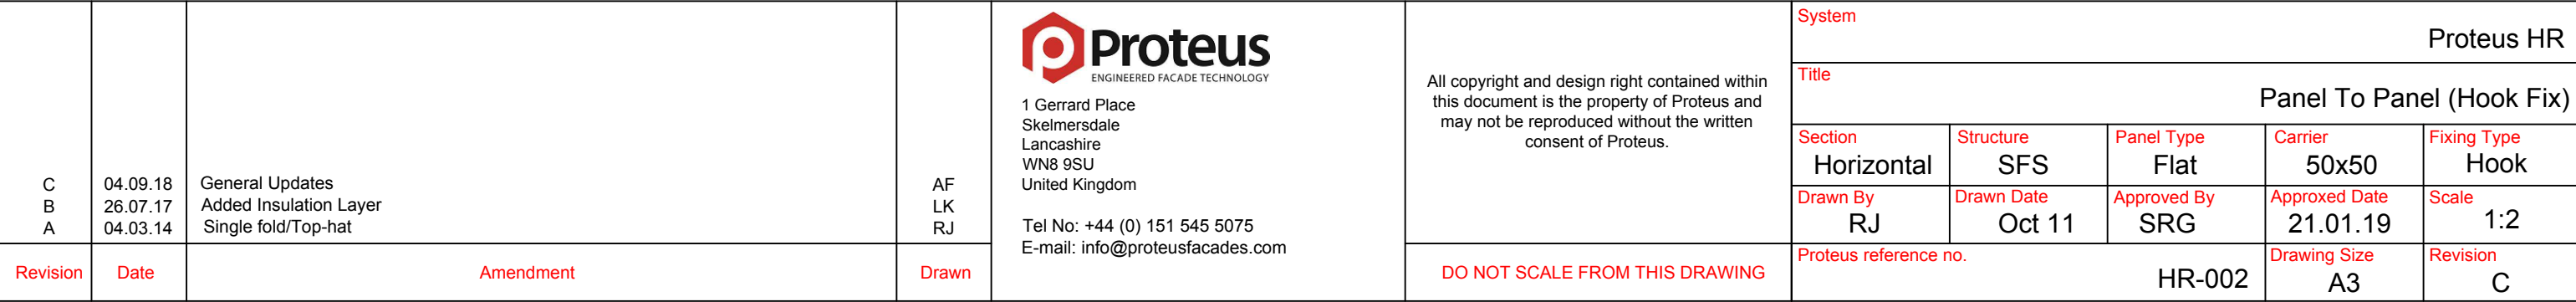 C 04.09.18 General Updates AF
B 26.07.17 Added Insulation Layer LK
A 04.03.14 Single fold/Top-hat RJ
Revision Date Amendment Drawn
Proteus
ENGINEERED FACADE TECHNOLOGY
1 Gerrard Place
Skelmersdale
Lancashire
WN8 9SU
United Kingdom
Tel No: +44 (0) 151 545 5075
E-mail: info@proteusfacades.com
All copyright and design right contained within
this document is the property of Proteus and
may not be reproduced without the written
consent of Proteus.
DO NOT SCALE FROM THIS DRAWING
System
Proteus HR
Title
Panel To Panel (Hook Fix)
Section Structure Panel Type Carrier Fixing Type
Horizontal SFS Flat 50x50 Hook
Drawn By Drawn Date Approved By Approxed Date Scale
RJ Oct 11 SRG 21.01.19 1:2
Proteus reference no. Drawing Size Revision
HR-002 A3 C